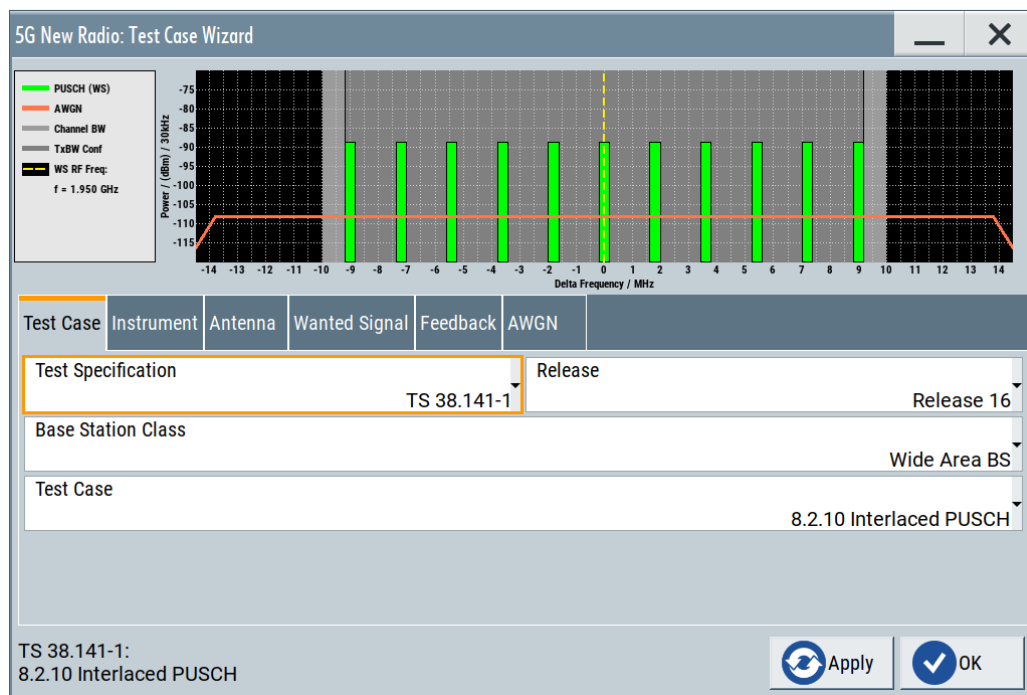 5G New Radio: Test Case Wizard
PUSCH (WS)
AWGN
Channel BW
TxBW Conf
WS RF Freq:
f = 1.950 GHz
Power / (dBm) / 30kHz
-75
-80
-85
-90
-95
-100
-105
-110
-115
-14 -13 -12 -11 -10 -9 -8 -7 -6 -5 -4 -3 -2 -1 0 1 2 3 4 5 6 7 8 9 10 11 12 13 14
Delta Frequency / MHz
Test Case Instrument Antenna Wanted Signal Feedback AWGN
Test Specification
TS 38.141-1
Release
Release 16
Base Station Class
Wide Area BS
Test Case
8.2.10 Interlaced PUSCH
TS 38.141-1:
8.2.10 Interlaced PUSCH
Apply
OK